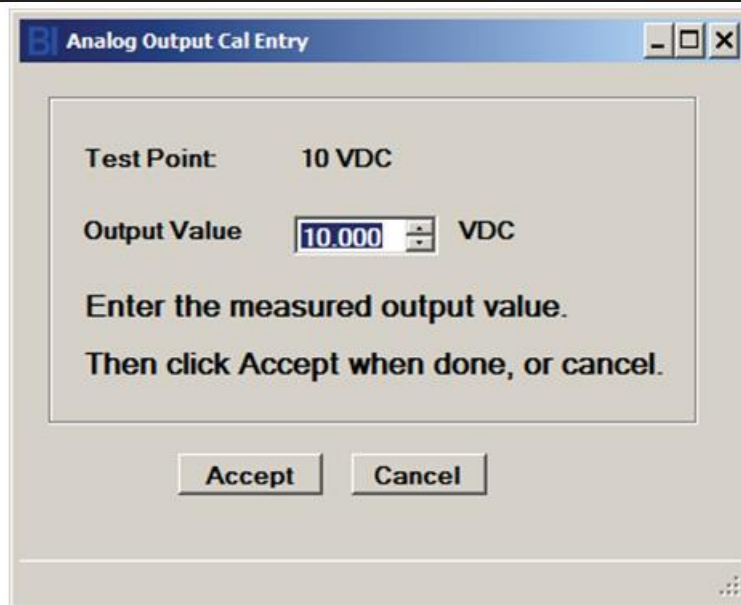 BI Analog Output Cal Entry
Test Point: 10 VDC
Output Value 10.000 VDC
Enter the measured output value.
Then click Accept when done, or cancel.
Accept Cancel